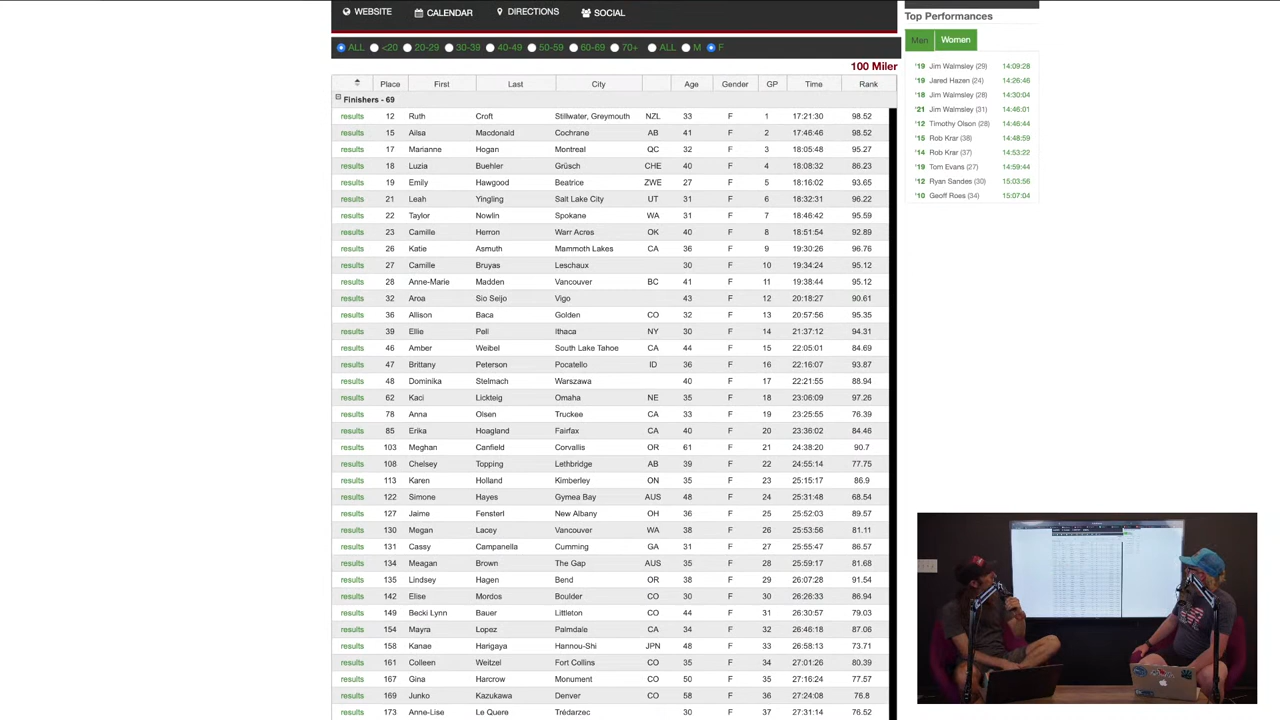 WEBSITE CALENDAR DIRECTIONS SOCIAL
ALL <20 20-29 30-39 40-49 50-59 60-69 70+ ALL M F
100 Miler
Place First Last City Age Gender GP Time Rank
Finishers - 69
results 12 Ruth Croft Stillwater, Greymouth NZL 33 F 1 17:21:30 98.52
results 15 Ailsa Macdonald Cochrane AB 41 F 2 17:46:46 98.52
results 17 Marianne Hogan Montreal QC 32 F 3 18:05:48 95.27
results 18 Luzia Buehler Grüsch CHE 40 F 4 18:08:32 86.23
results 19 Emily Hawgood Beatrice ZWE 27 F 5 18:16:02 93.65
results 21 Leah Yingling Salt Lake City UT 31 F 6 18:32:31 96.22
results 22 Taylor Nowlin Spokane WA 31 F 7 18:46:42 95.59
results 23 Camille Herron Warr Acres OK 40 F 8 18:51:54 92.89
results 26 Katie Asmuth Mammoth Lakes CA 36 F 9 19:30:26 96.76
results 27 Camille Bruyas Leschaux 30 F 10 19:34:24 95.12
results 28 Anne-Marie Madden Vancouver BC 41 F 11 19:38:44 95.12
results 32 Aroa Sio Seijo Vigo 43 F 12 20:18:27 90.61
results 36 Allison Baca Golden CO 32 F 13 20:57:56 95.35
results 39 Ellie Pell Ithaca NY 30 F 14 21:37:12 94.31
results 46 Amber Weibel South Lake Tahoe CA 44 F 15 22:05:01 84.69
results 47 Brittany Peterson Pocatello ID 36 F 16 22:16:07 93.87
results 48 Dominika Stelmach Warszawa 40 F 17 22:21:55 88.94
results 62 Kaci Lickteig Omaha NE 35 F 18 23:06:09 97.26
results 78 Anna Olsen Truckee CA 33 F 19 23:25:55 76.39
results 85 Erika Hoagland Fairfax CA 40 F 20 23:36:02 84.46
results 103 Meghan Canfield Corvallis OR 61 F 21 24:38:20 90.7
results 108 Chelsey Topping Lethbridge AB 39 F 22 24:55:14 77.75
results 113 Karen Holland Kimberley ON 35 F 23 25:15:17 86.9
results 122 Simone Hayes Gymea Bay AUS 48 F 24 25:31:48 68.54
results 127 Jaime Fensterl New Albany OH 36 F 25 25:52:03 89.57
results 130 Megan Lacey Vancouver WA 38 F 26 25:53:56 81.11
results 131 Cassy Campanella Cumming GA 31 F 27 25:55:47 86.57
results 134 Meagan Brown The Gap AUS 35 F 28 25:59:17 81.68
results 135 Lindsey Hagen Bend OR 38 F 29 26:07:28 91.54
results 142 Elise Mordos Boulder CO 30 F 30 26:26:33 86.94
results 149 Becki Lynn Bauer Littleton CO 44 F 31 26:30:57 79.03
results 154 Mayra Lopez Palmdale CA 34 F 32 26:46:18 87.06
results 158 Kanae Harigaya Hannou-Shi JPN 48 F 33 26:58:13 73.71
results 161 Colleen Weitzel Fort Collins CO 35 F 34 27:01:26 80.39
results 167 Gina Harcrow Monument CO 50 F 35 27:16:24 77.57
results 169 Junko Kazukawa Denver CO 58 F 36 27:24:08 76.8
results 173 Anne-Lise Le Quere Trédarzec 30 F 37 27:31:14 76.52
Top Performances
Men Women
'19 Jim Walmsley (29) 14:09:28
'19 Jared Hazen (24) 14:26:46
'18 Jim Walmsley (28) 14:30:04
'21 Jim Walmsley (31) 14:46:01
'12 Timothy Olson (28) 14:46:44
'15 Rob Krar (38) 14:48:59
'14 Rob Krar (37) 14:53:22
'19 Tom Evans (27) 14:59:44
'12 Ryan Sandes (30) 15:03:56
'10 Geoff Roes (34) 15:07:04